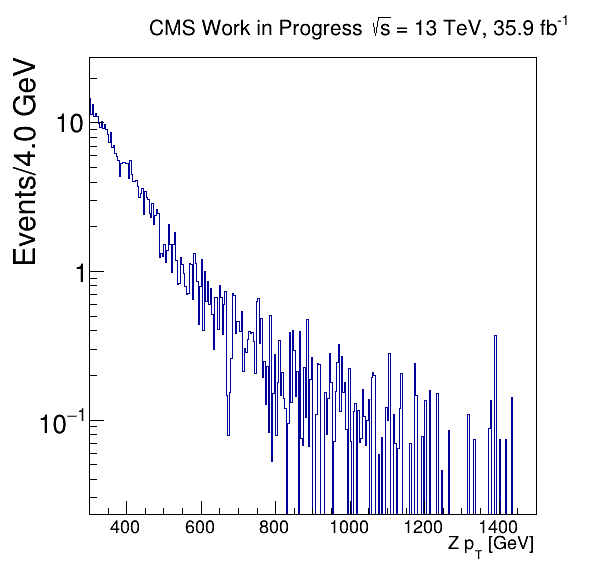 CMS Work in Progress √s = 13 TeV, 35.9 fb⁻¹
Events/4.0 GeV
10
1
10⁻¹
400 600 800 1000 1200 1400
Z p_T [GeV]